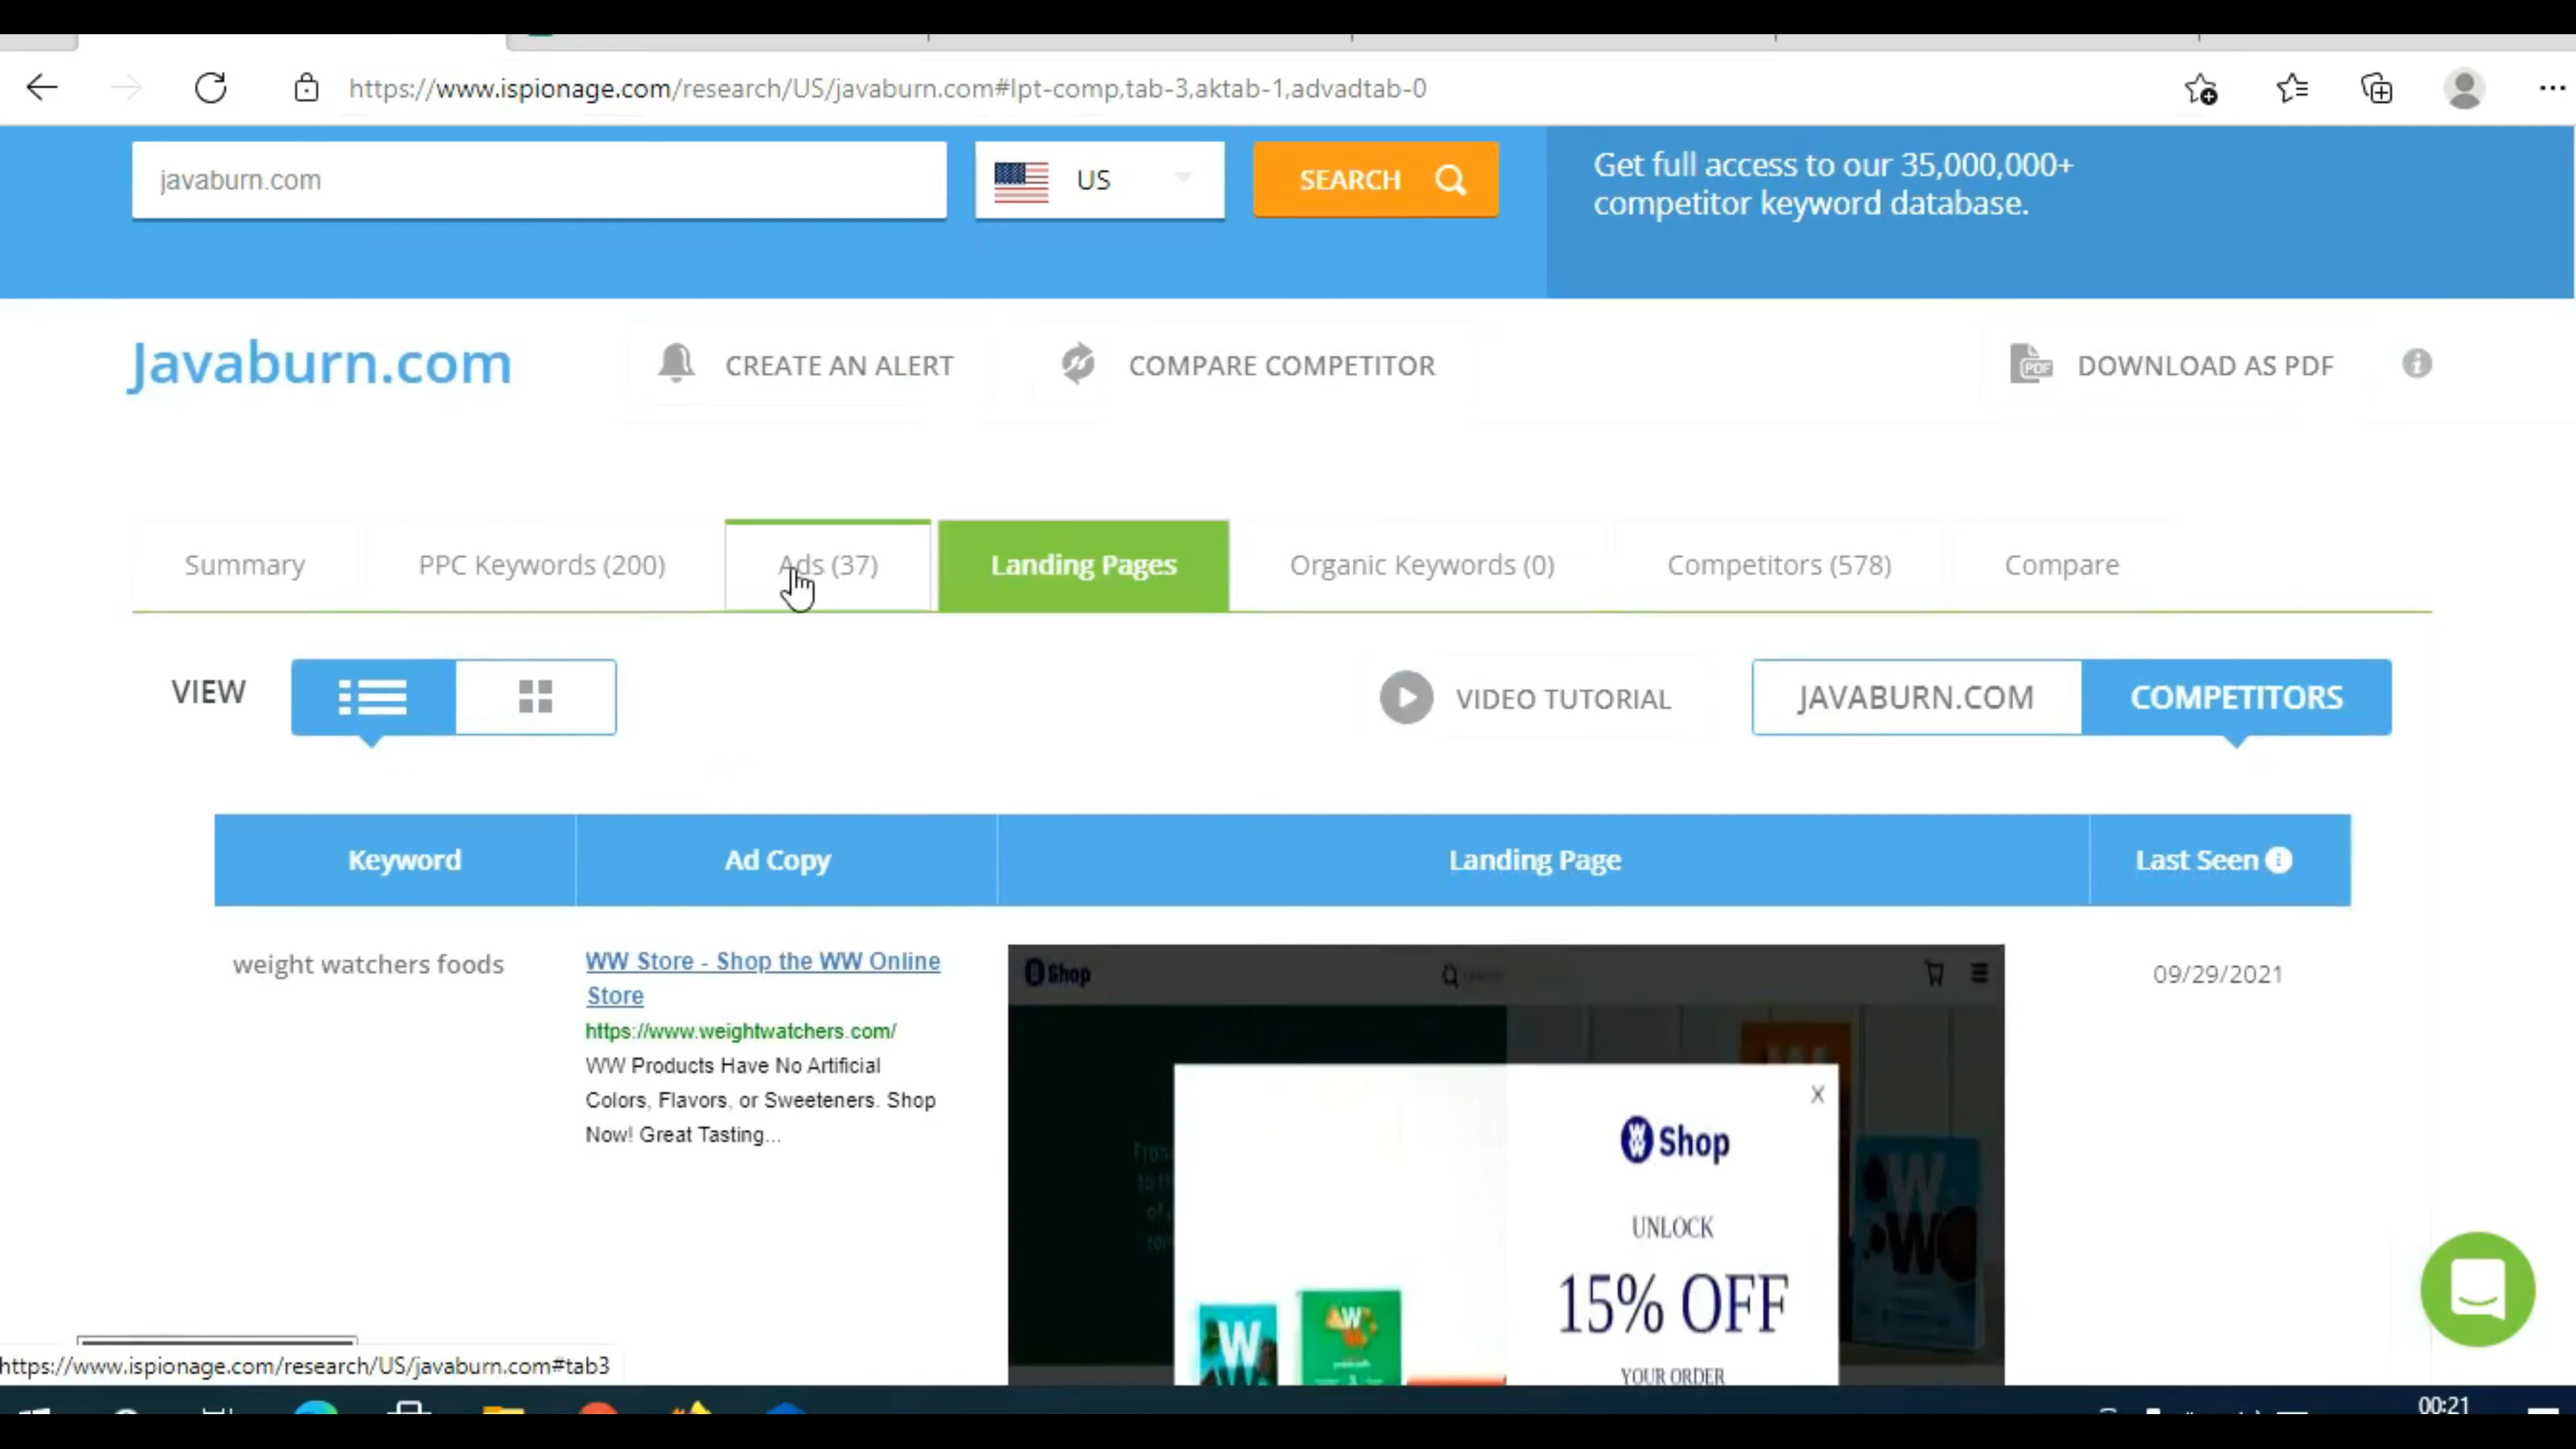 https://www.ispionage.com/research/US/javaburn.com#lpt-comp,tab-3,aktab-1,advadtab-0
javaburn.com
US
SEARCH
Get full access to our 35,000,000+
competitor keyword database.
Javaburn.com
CREATE AN ALERT
COMPARE COMPETITOR
PDF
DOWNLOAD AS PDF
Summary
PPC Keywords (200)
Ads (37)
Landing Pages
Organic Keywords (0)
Competitors (578)
Compare
VIEW
VIDEO TUTORIAL
JAVABURN.COM
COMPETITORS
Keyword
Ad Copy
Landing Page
Last Seen
weight watchers foods
WW Store - Shop the WW Online
Store
https://www.weightwatchers.com/
WW Products Have No Artificial
Colors, Flavors, or Sweeteners. Shop
Now! Great Tasting...
Shop
09/29/2021
X
Shop
UNLOCK
15% OFF
YOUR ORDER
https://www.ispionage.com/research/US/javaburn.com#tab3
00:21